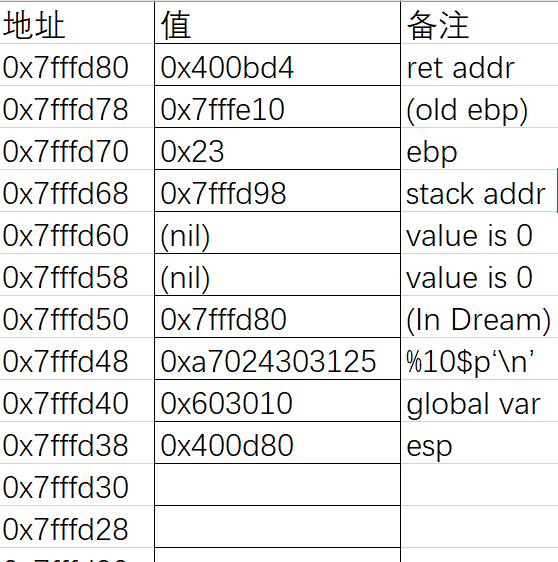 地址 值 备注
0x7fffd80 0x400bd4 ret addr
0x7fffd78 0x7fffe10 (old ebp)
0x7fffd70 0x23 ebp
0x7fffd68 0x7fffd98 stack addr
0x7fffd60 (nil) value is 0
0x7fffd58 (nil) value is 0
0x7fffd50 0x7fffd80 (In Dream)
0x7fffd48 0xa7024303125 %10$p‘\n’
0x7fffd40 0x603010 global var
0x7fffd38 0x400d80 esp
0x7fffd30
0x7fffd28